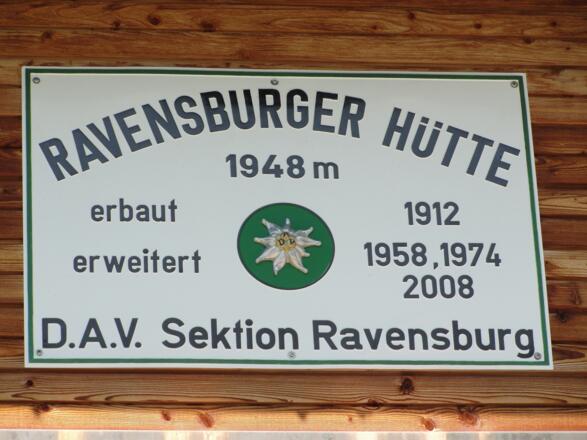 RAVENSBURGER HÜTTE
1948 m
erbaut 1912
erweitert 1958, 1974
2008
D.A.V. Sektion Ravensburg